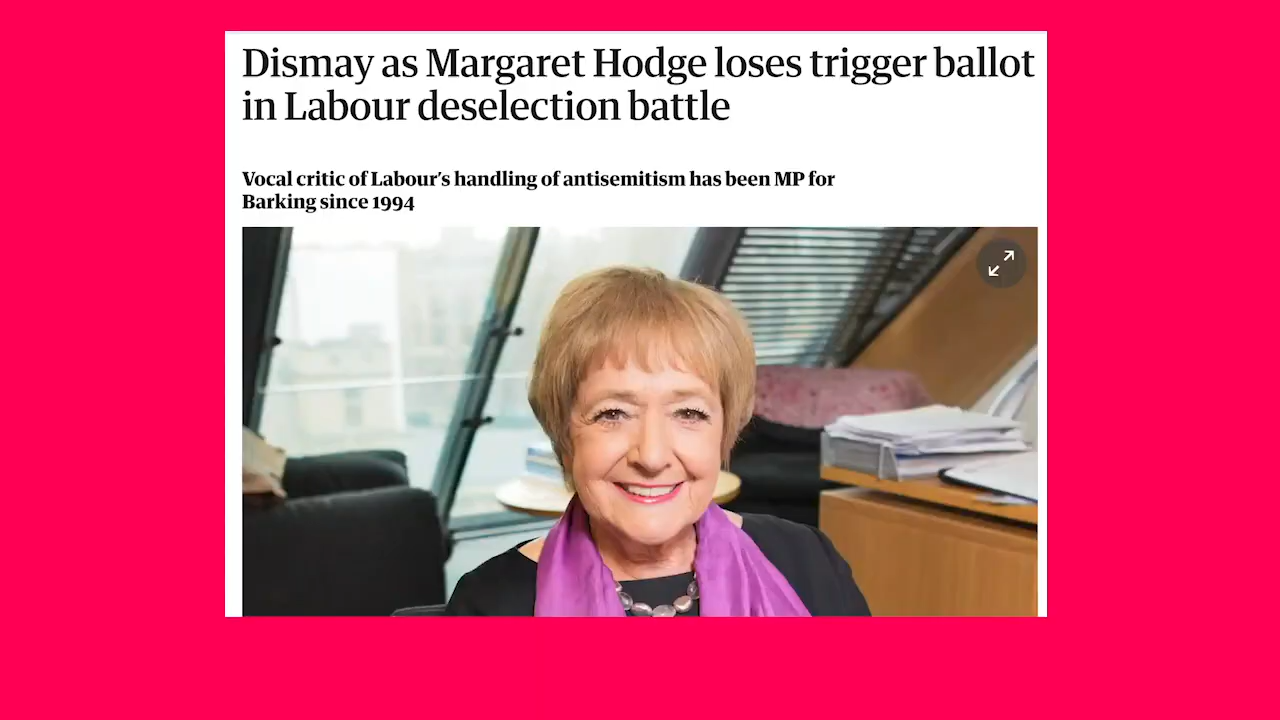 Dismay as Margaret Hodge loses trigger ballot
in Labour deselection battle
Vocal critic of Labour’s handling of antisemitism has been MP for
Barking since 1994